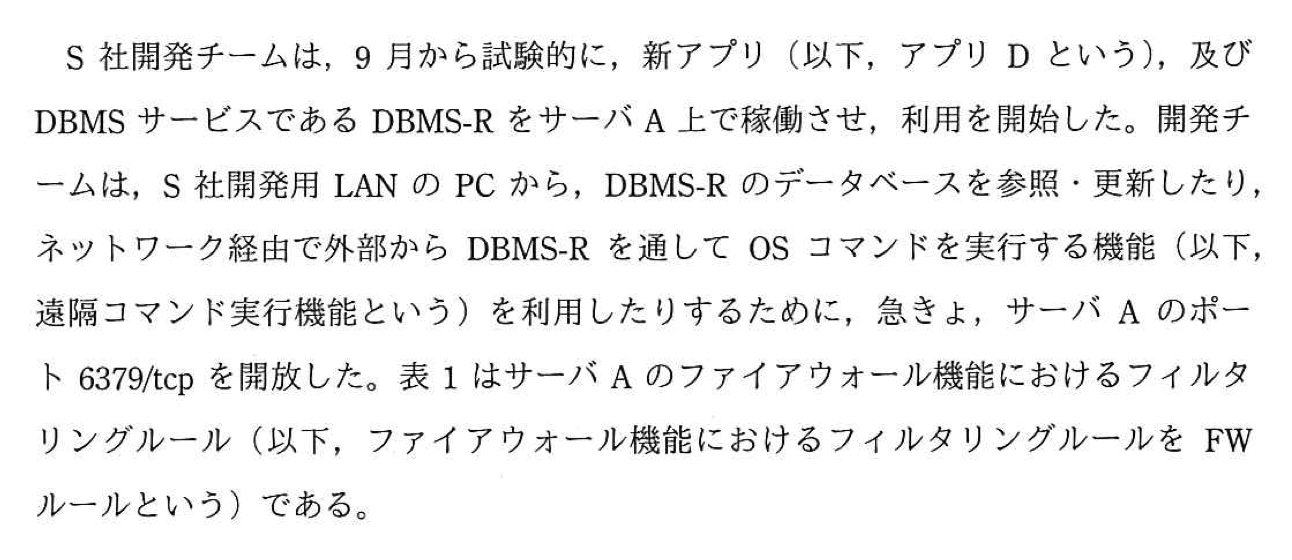 S 社開発チームは，9 月から試験的に，新アプリ（以下，アプリ D という），及び
DBMS サービスである DBMS-R をサーバ A 上で稼働させ，利用を開始した。開発チ
ームは，S 社開発用 LAN の PC から，DBMS-R のデータベースを参照・更新したり，
ネットワーク経由で外部から DBMS-R を通して OS コマンドを実行する機能（以下，
遠隔コマンド実行機能という）を利用したりするために，急きょ，サーバ A のポー
ト 6379/tcp を開放した。表 1 はサーバ A のファイアウォール機能におけるフィルタ
リングルール（以下，ファイアウォール機能におけるフィルタリングルールを FW
ルールという）である。